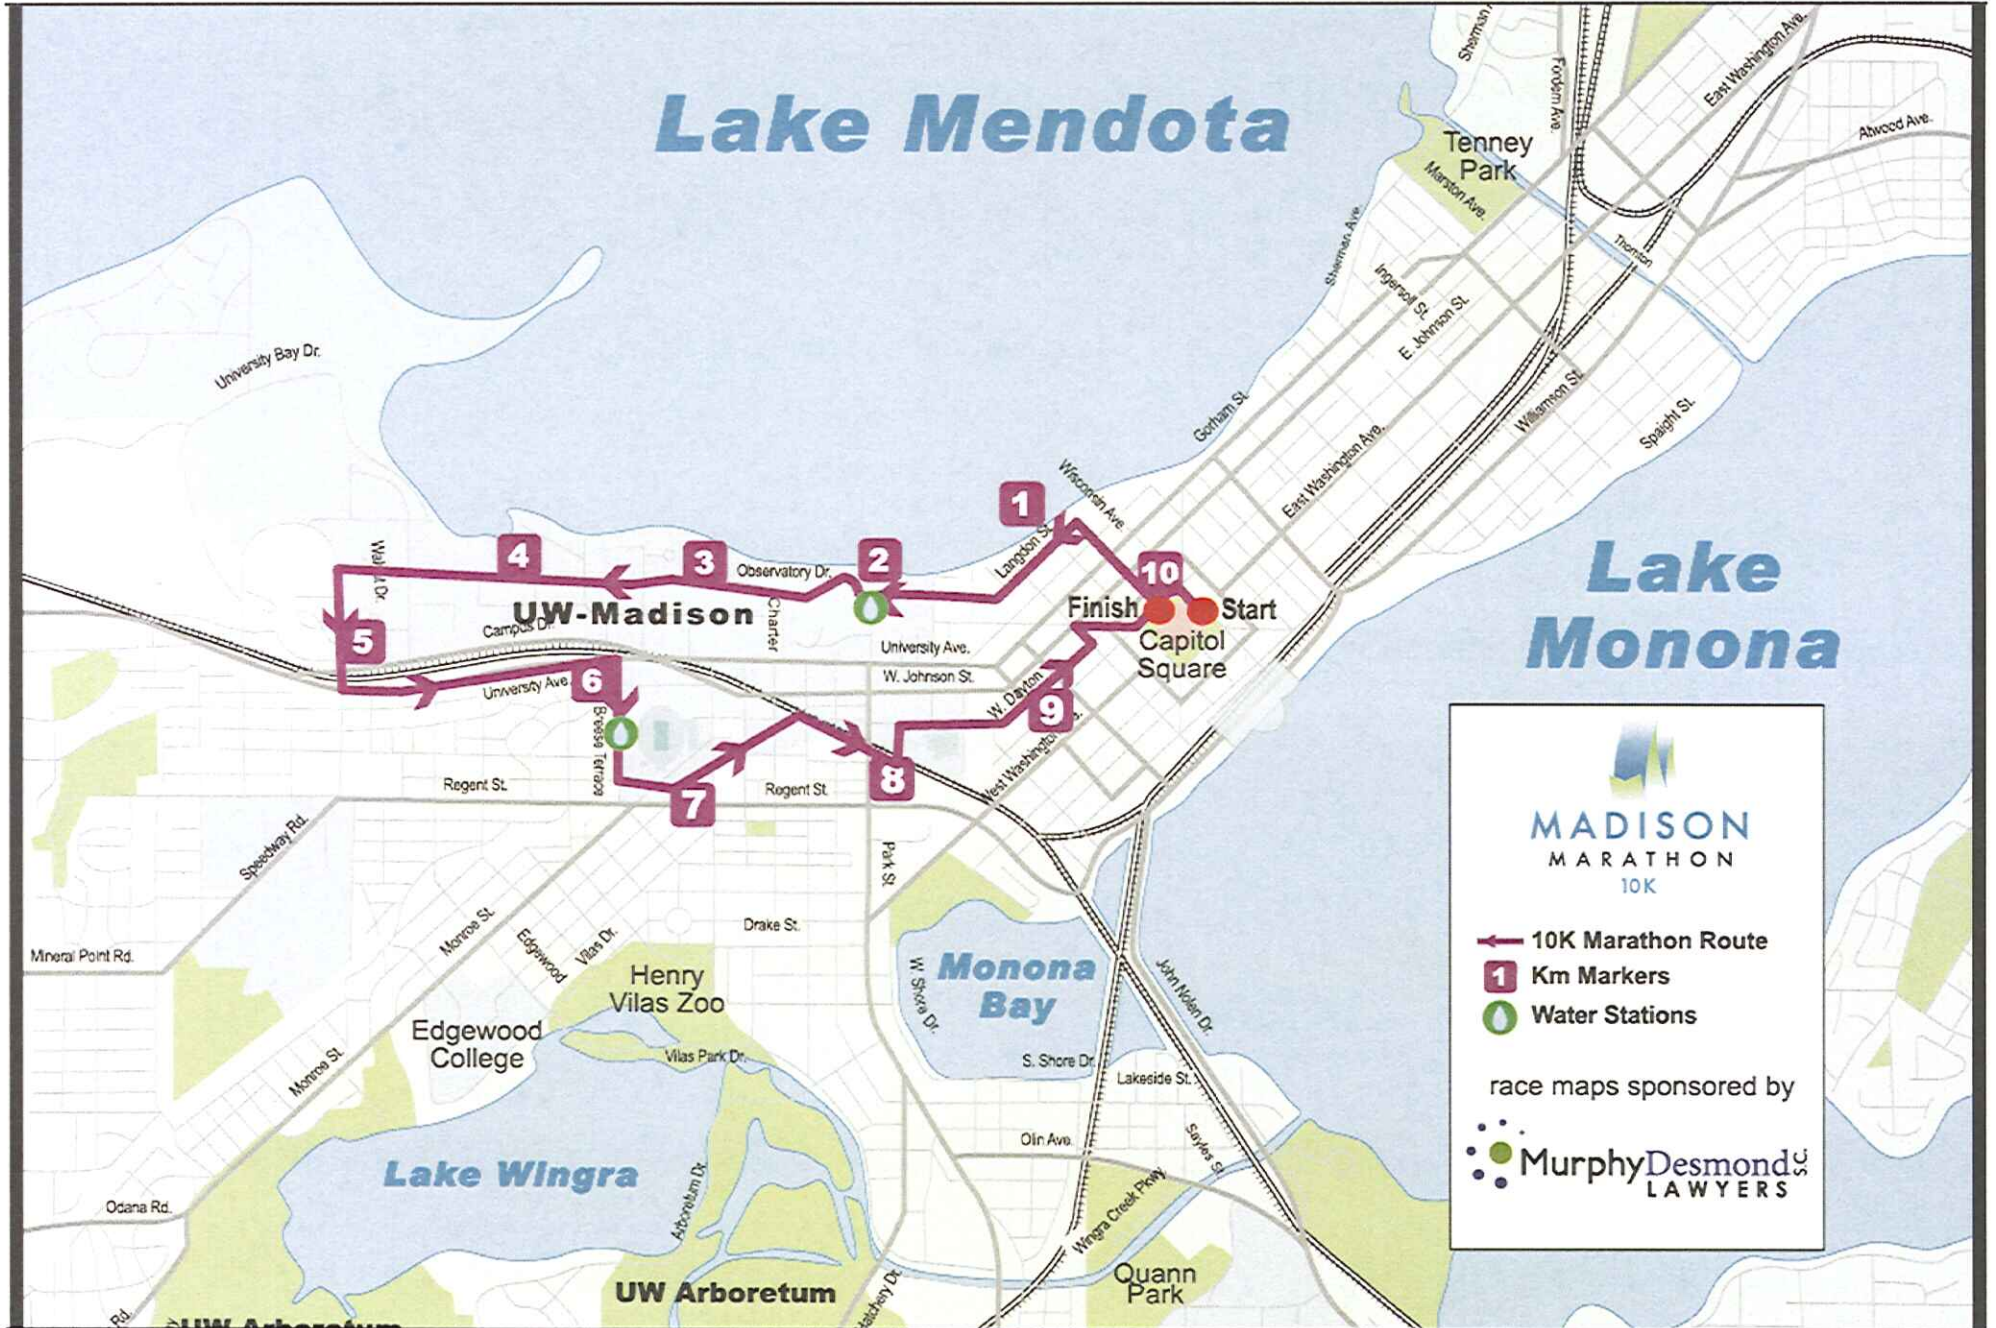 Lake Mendota
Sherman
Fordem Ave.
East Washington Ave.
Atwood Ave.
Tenney
Park
Marston Ave.
Sherman Ave.
Thornton
Ingersoll St.
E. Johnson St.
University Bay Dr.
Gorham St.
Williamson St.
Spaight St.
East Washington Ave.
Wisconsin Ave.
1
Langdon St.
2
3
4
Observatory Dr.
10
Lake
Monona
Finish
Start
Capitol
Square
UW-Madison
Charter
Campus Dr.
5
University Ave.
W. Johnson St.
6
University Ave.
W. Dayton
9
West Washington
Breese Terrace
7
8
Regent St.
Regent St.
Speedway Rd.
Park St.
Monroe St.
Edgewood
Vilas Dr.
Drake St.
Mineral Point Rd.
Henry
Vilas Zoo
W Shore Dr.
Monona
Bay
John Nolen Dr.
Edgewood
College
Vilas Park Dr.
S. Shore Dr.
Lakeside St.
Monroe St.
Olin Ave.
Sayles St.
Lake Wingra
Arboretum Dr.
Wingra Creek Pkwy.
Odana Rd.
UW Arboretum
Quann
Park
Rd.
UW Arboretum
MADISON
MARATHON
10K
10K Marathon Route
1 Km Markers
Water Stations
race maps sponsored by
MurphyDesmond S.C.
LAWYERS